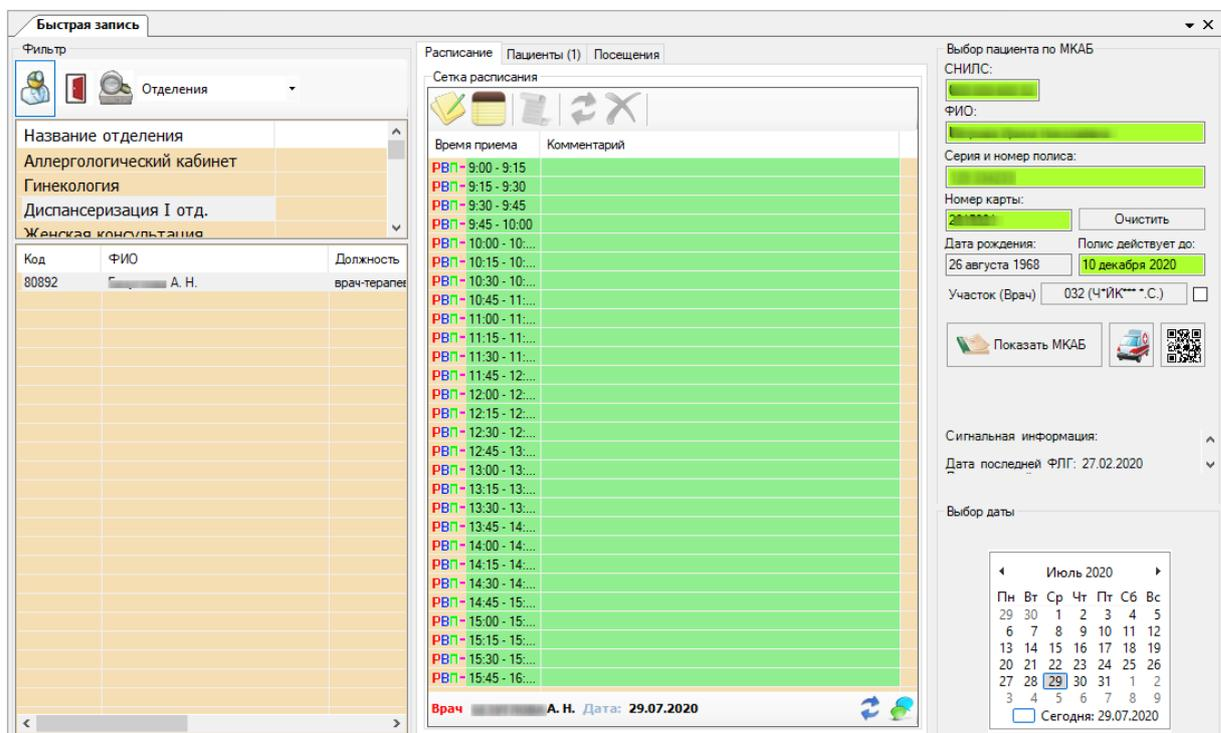 Быстрая запись
Фильтр
Отделения
Название отделения
Аллергологический кабинет
Гинекология
Диспансеризация I отд.
Женская консультация
Код ФИО Должность
80892 А. Н. врач-терапев
Расписание Пациенты (1) Посещения
Сетка расписания
Время приема Комментарий
РВП- 9:00 - 9:15
РВП- 9:15 - 9:30
РВП- 9:30 - 9:45
РВП- 9:45 - 10:00
РВП- 10:00 - 10:...
РВП- 10:15 - 10:...
РВП- 10:30 - 10:...
РВП- 10:45 - 11:...
РВП- 11:00 - 11:...
РВП- 11:15 - 11:...
РВП- 11:30 - 11:...
РВП- 11:45 - 12:...
РВП- 12:00 - 12:...
РВП- 12:15 - 12:...
РВП- 12:30 - 12:...
РВП- 12:45 - 13:...
РВП- 13:00 - 13:...
РВП- 13:15 - 13:...
РВП- 13:30 - 13:...
РВП- 13:45 - 14:...
РВП- 14:00 - 14:...
РВП- 14:15 - 14:...
РВП- 14:30 - 14:...
РВП- 14:45 - 15:...
РВП- 15:00 - 15:...
РВП- 15:15 - 15:...
РВП- 15:30 - 15:...
РВП- 15:45 - 16:...
Врач А. Н. Дата: 29.07.2020
Выбор пациента по МКАБ
СНИЛС:
ФИО:
Серия и номер полиса:
Номер карты:
Очистить
Дата рождения: Полис действует до:
26 августа 1968 10 декабря 2020
Участок (Врач) 032 (Ч*ЙК*** *.С.)
Показать МКАБ
Сигнальная информация:
Дата последней ФЛГ: 27.02.2020
Выбор даты
Июль 2020
Пн Вт Ср Чт Пт Сб Вс
29 30 1 2 3 4 5
6 7 8 9 10 11 12
13 14 15 16 17 18 19
20 21 22 23 24 25 26
27 28 29 30 31 1 2
3 4 5 6 7 8 9
Сегодня: 29.07.2020